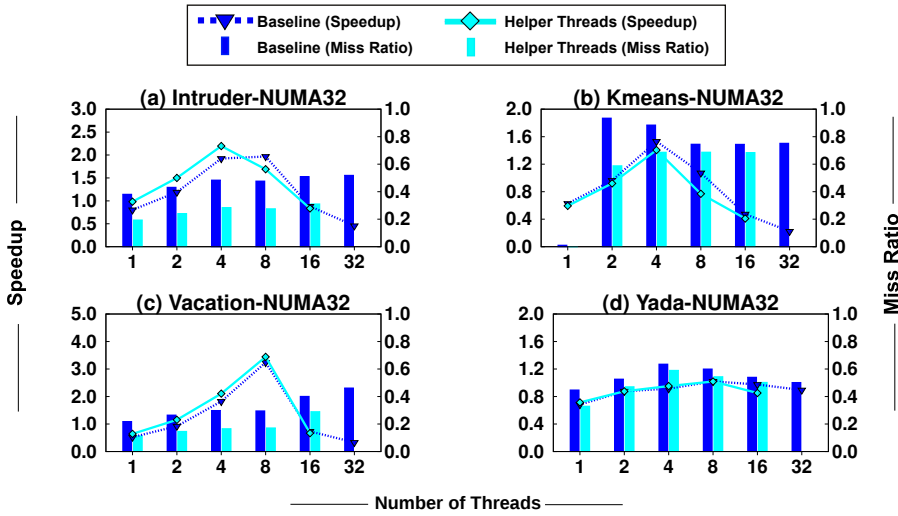 Baseline (Speedup) Helper Threads (Speedup)
Baseline (Miss Ratio) Helper Threads (Miss Ratio)
(a) Intruder-NUMA32 (b) Kmeans-NUMA32
3.0 1.0 2.0 1.0
2.5 0.8 1.6 0.8
2.0
1.5 0.6 1.2 0.6
1.0 0.4 0.8 0.4
0.5 0.2 0.4 0.2
0.0 0.0 0.0 0.0
1 2 4 8 16 32 1 2 4 8 16 32
(c) Vacation-NUMA32 (d) Yada-NUMA32
5.0 1.0 2.0 1.0
4.0 0.8 1.6 0.8
3.0 0.6 1.2 0.6
2.0 0.4 0.8 0.4
1.0 0.2 0.4 0.2
0.0 0.0 0.0 0.0
1 2 4 8 16 32 1 2 4 8 16 32
Speedup
Miss Ratio
Number of Threads